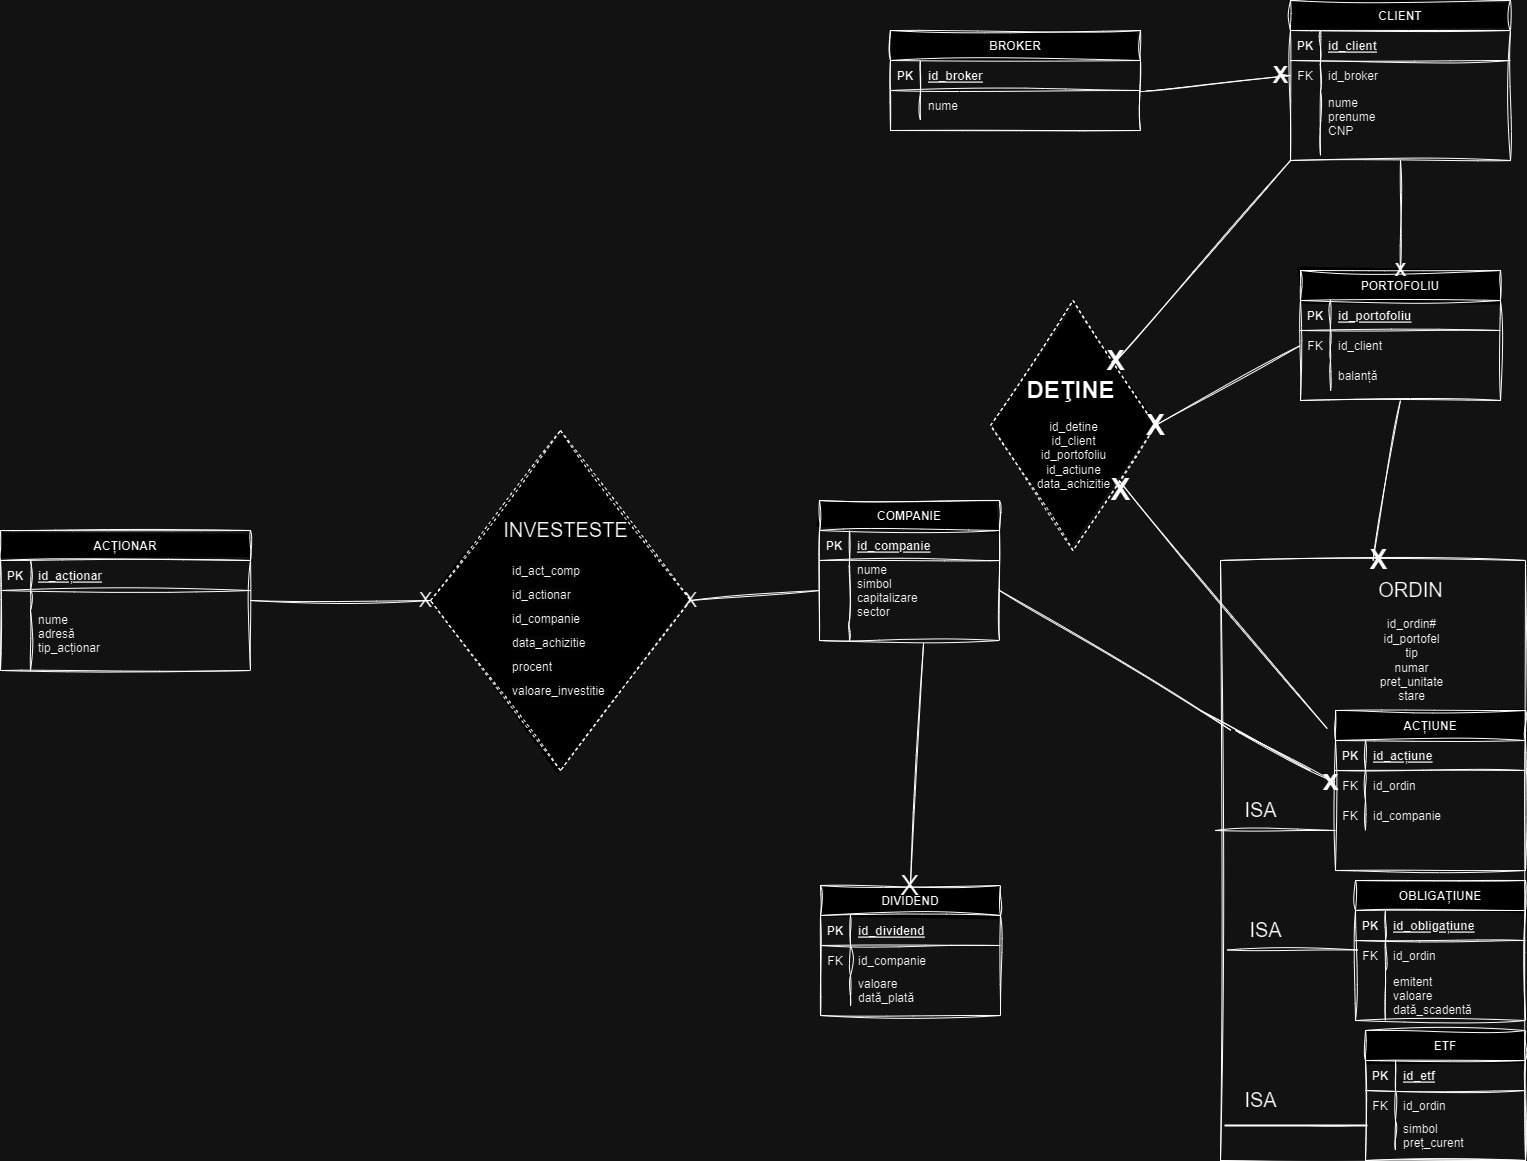 CLIENT
PK id_client
FK id_broker
nume
prenume
CNP
BROKER
PK id_broker
nume
X
PORTOFOLIU
PK id_portofoliu
FK id_client
balanță
X
X
DEŢINE
id_detine
id_client
id_portofoliu
id_actiune
data_achizitie
X
X
X
ACȚIONAR
PK id_acționar
nume
adresă
tip_acționar
X
INVESTESTE
id_act_comp
id_actionar
id_companie
data_achizitie
procent
valoare_investitie
X
COMPANIE
PK id_companie
nume
simbol
capitalizare
sector
X
DIVIDEND
PK id_dividend
FK id_companie
valoare
dată_plată
ORDIN
id_ordin#
id_portofel
tip
numar
pret_unitate
stare
ACȚIUNE
PK id_acțiune
X
FK id_ordin
FK id_companie
ISA
OBLIGAȚIUNE
PK id_obligațiune
FK id_ordin
emitent
valoare
dată_scadentă
ISA
ETF
PK id_etf
FK id_ordin
simbol
preț_curent
ISA